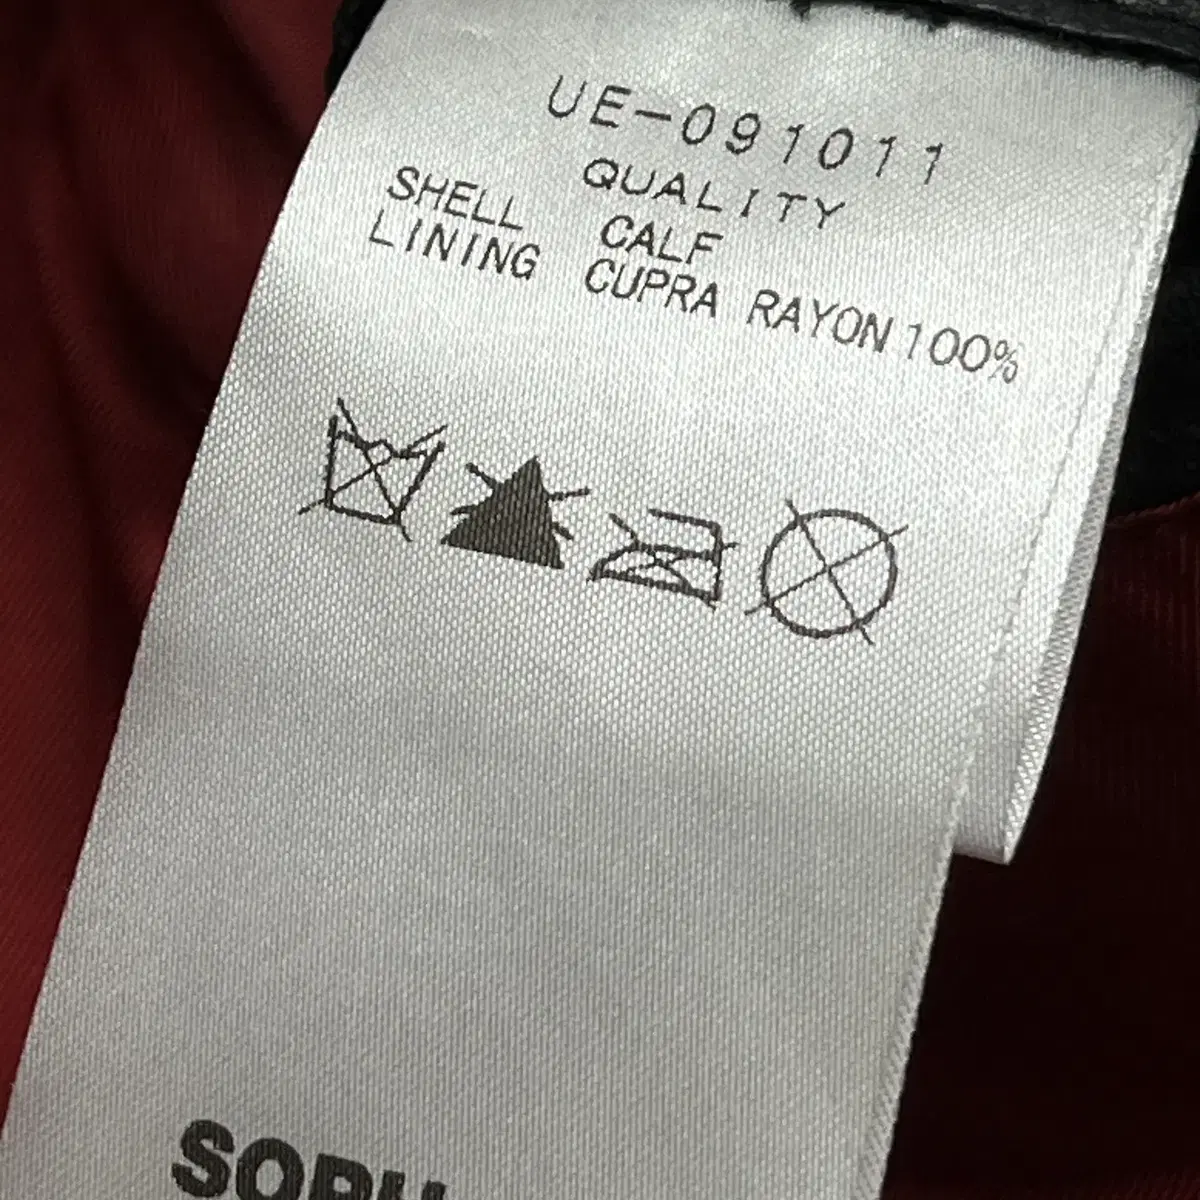 UE-091011
QUALITY
SHELL CALF
LINING CUPRA RAYON 100%